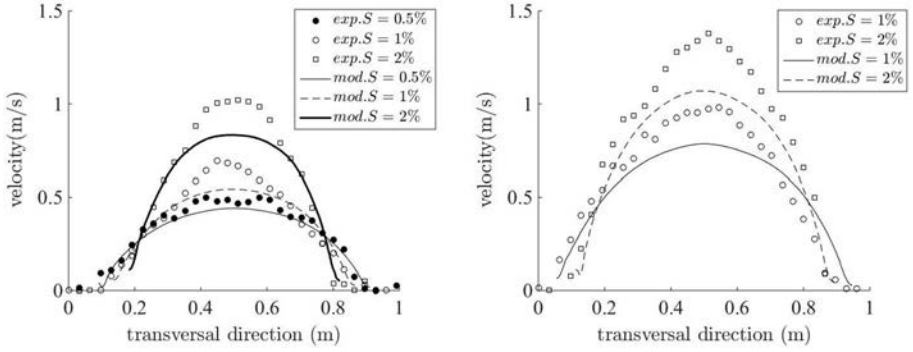 1.5
1
0.5
0
velocity(m/s)
0 0.2 0.4 0.6 0.8 1
transversal direction (m)
exp.S = 0.5%
exp.S = 1%
exp.S = 2%
mod.S = 0.5%
mod.S = 1%
mod.S = 2%
1.5
1
0.5
0
velocity(m/s)
0 0.2 0.4 0.6 0.8 1
transversal direction (m)
exp.S = 1%
exp.S = 2%
mod.S = 1%
mod.S = 2%